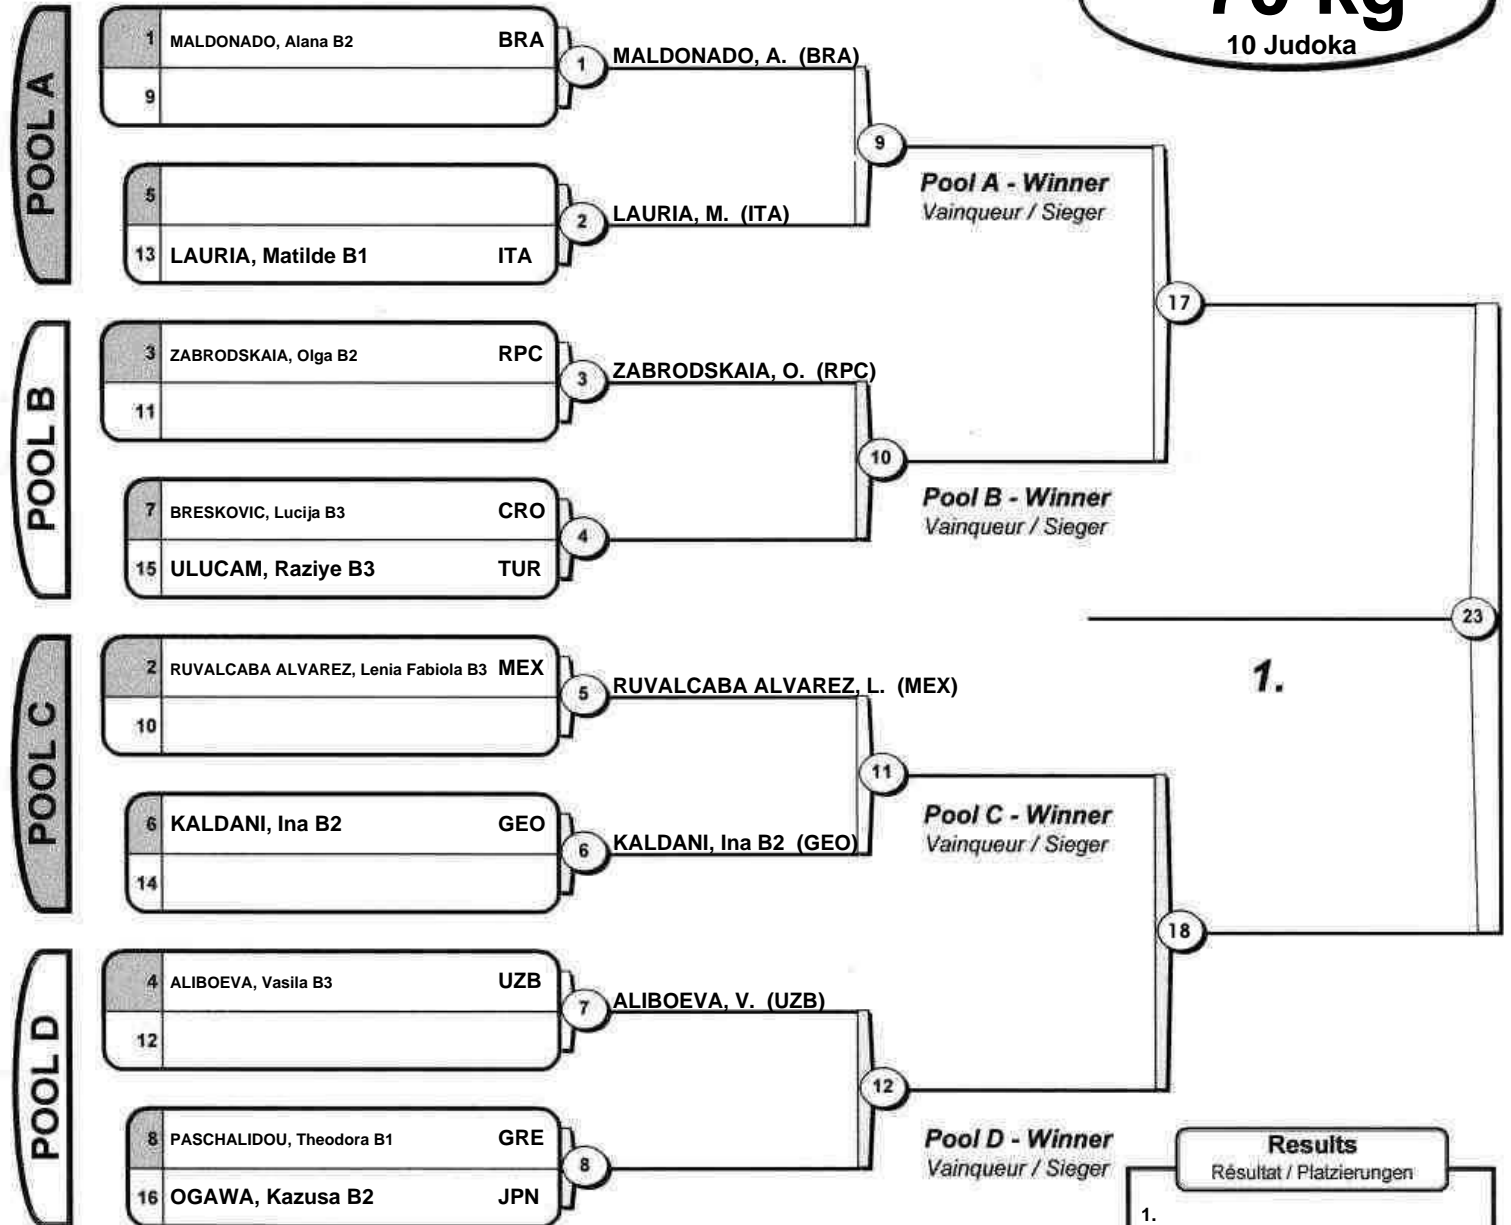 70 kg
10 Judoka
POOL A
1 MALDONADO, Alana B2 BRA
9
1 MALDONADO, A. (BRA)
5
13 LAURIA, Matilde B1 ITA
2 LAURIA, M. (ITA)
9
Pool A - Winner
Vainqueur / Sieger
POOL B
3 ZABRODSKAIA, Olga B2 RPC
11
3 ZABRODSKAIA, O. (RPC)
7 BRESKOVIC, Lucija B3 CRO
15 ULUCAM, Raziye B3 TUR
4
10
Pool B - Winner
Vainqueur / Sieger
17
POOL C
2 RUVALCABA ALVAREZ, Lenia Fabiola B3 MEX
10
5 RUVALCABA ALVAREZ, L. (MEX)
6 KALDANI, Ina B2 GEO
14
6 KALDANI, Ina B2 (GEO)
11
Pool C - Winner
Vainqueur / Sieger
POOL D
4 ALIBOEVA, Vasila B3 UZB
12
7 ALIBOEVA, V. (UZB)
8 PASCHALIDOU, Theodora B1 GRE
16 OGAWA, Kazusa B2 JPN
8
12
Pool D - Winner
Vainqueur / Sieger
18
23
1.
Results
Résultat / Platzierungen
1.